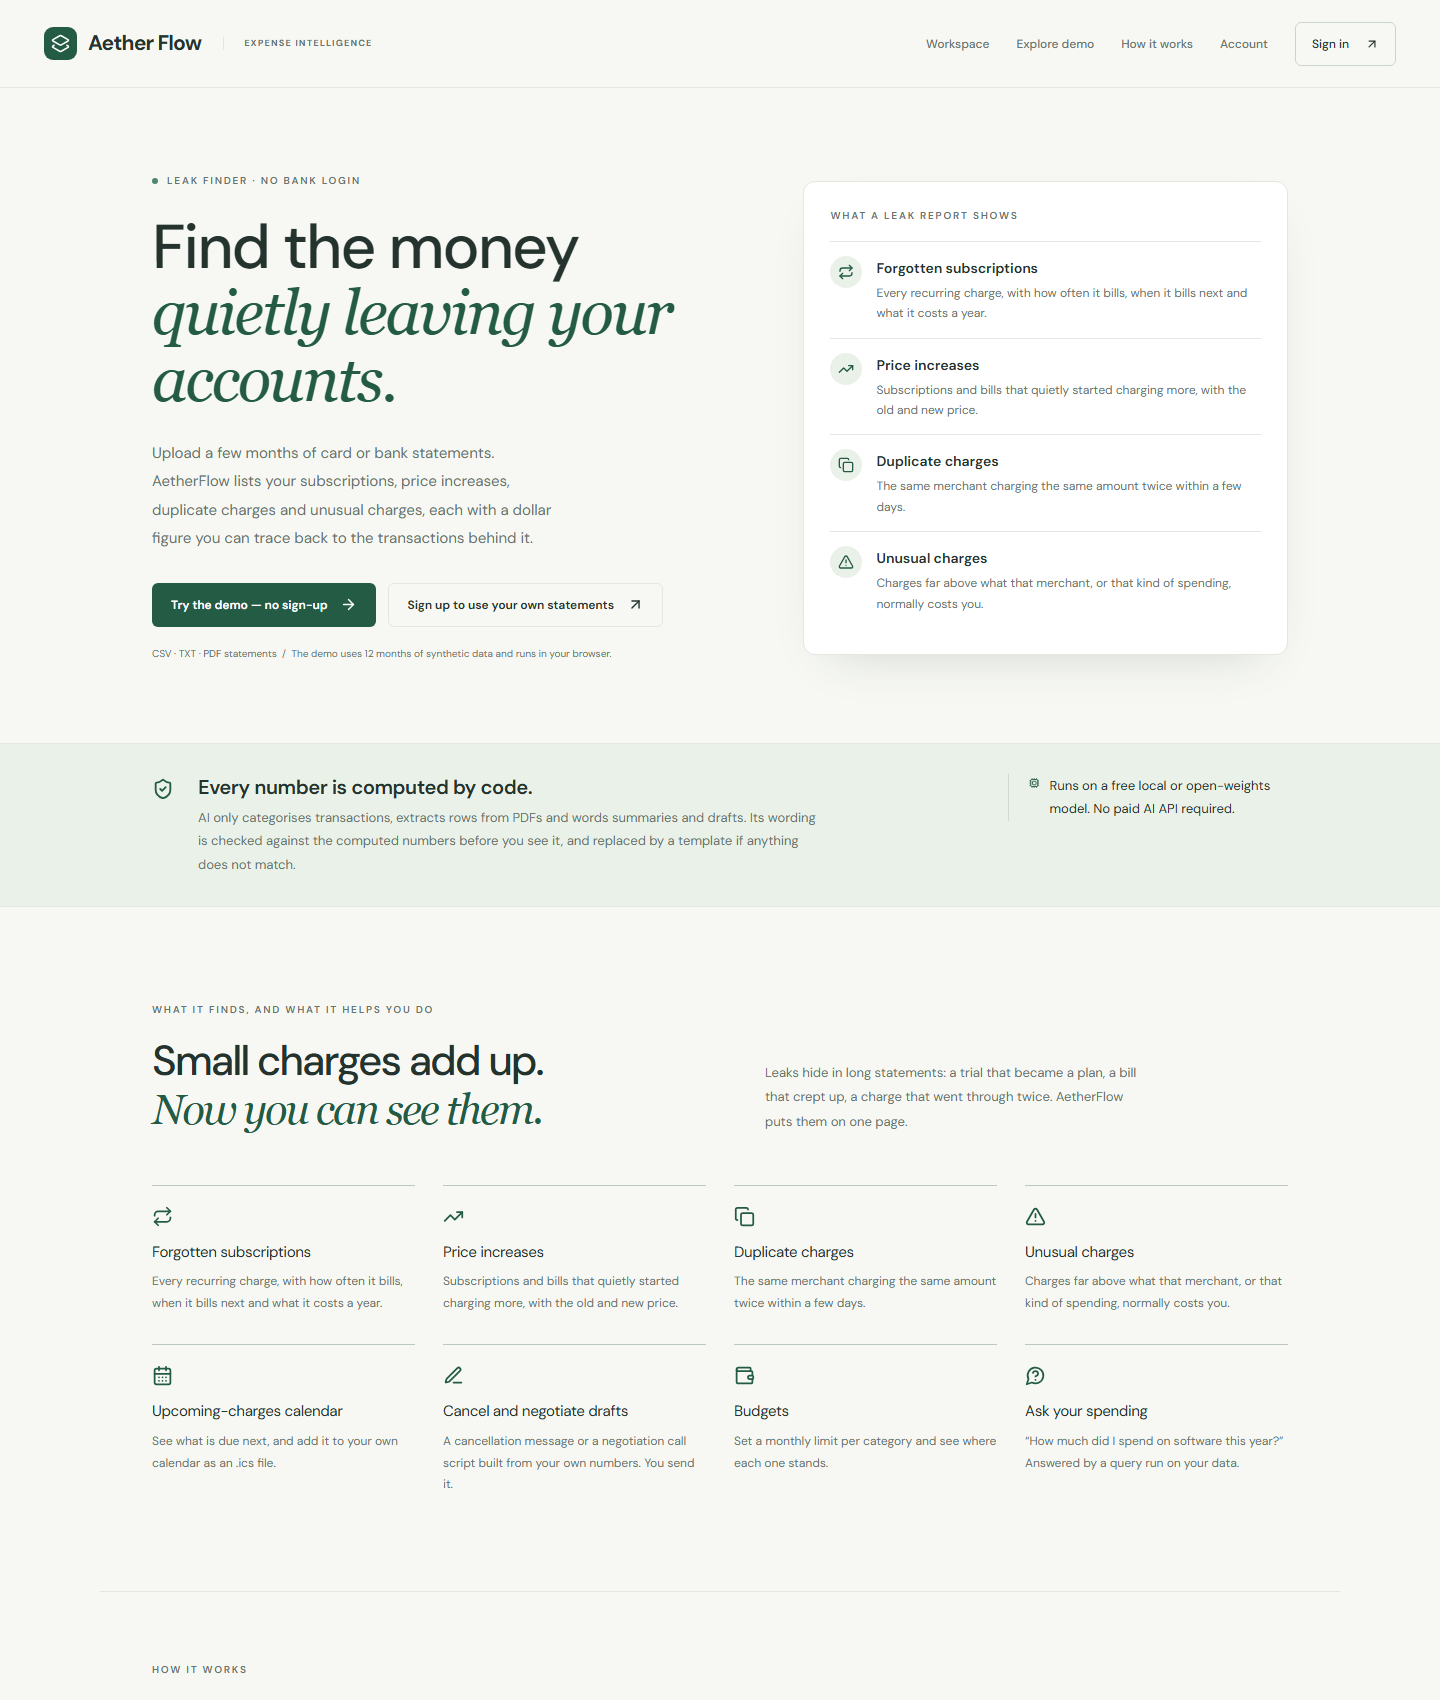 Aether Flow
EXPENSE INTELLIGENCE
Workspace
Explore demo
How it works
Account
Sign in
LEAK FINDER · NO BANK LOGIN
Find the money
quietly leaving your
accounts.
Upload a few months of card or bank statements.
AetherFlow lists your subscriptions, price increases,
duplicate charges and unusual charges, each with a dollar
figure you can trace back to the transactions behind it.
Try the demo — no sign-up
Sign up to use your own statements
CSV · TXT · PDF statements / The demo uses 12 months of synthetic data and runs in your browser.
WHAT A LEAK REPORT SHOWS
Forgotten subscriptions
Every recurring charge, with how often it bills, when it bills next and
what it costs a year.
Price increases
Subscriptions and bills that quietly started charging more, with the
old and new price.
Duplicate charges
The same merchant charging the same amount twice within a few
days.
Unusual charges
Charges far above what that merchant, or that kind of spending,
normally costs you.
Every number is computed by code.
AI only categorises transactions, extracts rows from PDFs and words summaries and drafts. Its wording
is checked against the computed numbers before you see it, and replaced by a template if anything
does not match.
Runs on a free local or open-weights
model. No paid AI API required.
WHAT IT FINDS, AND WHAT IT HELPS YOU DO
Small charges add up.
Now you can see them.
Leaks hide in long statements: a trial that became a plan, a bill
that crept up, a charge that went through twice. AetherFlow
puts them on one page.
Forgotten subscriptions
Every recurring charge, with how often it bills,
when it bills next and what it costs a year.
Price increases
Subscriptions and bills that quietly started
charging more, with the old and new price.
Duplicate charges
The same merchant charging the same amount
twice within a few days.
Unusual charges
Charges far above what that merchant, or that
kind of spending, normally costs you.
Upcoming-charges calendar
See what is due next, and add it to your own
calendar as an .ics file.
Cancel and negotiate drafts
A cancellation message or a negotiation call
script built from your own numbers. You send
it.
Budgets
Set a monthly limit per category and see where
each one stands.
Ask your spending
“How much did I spend on software this year?”
Answered by a query run on your data.
HOW IT WORKS